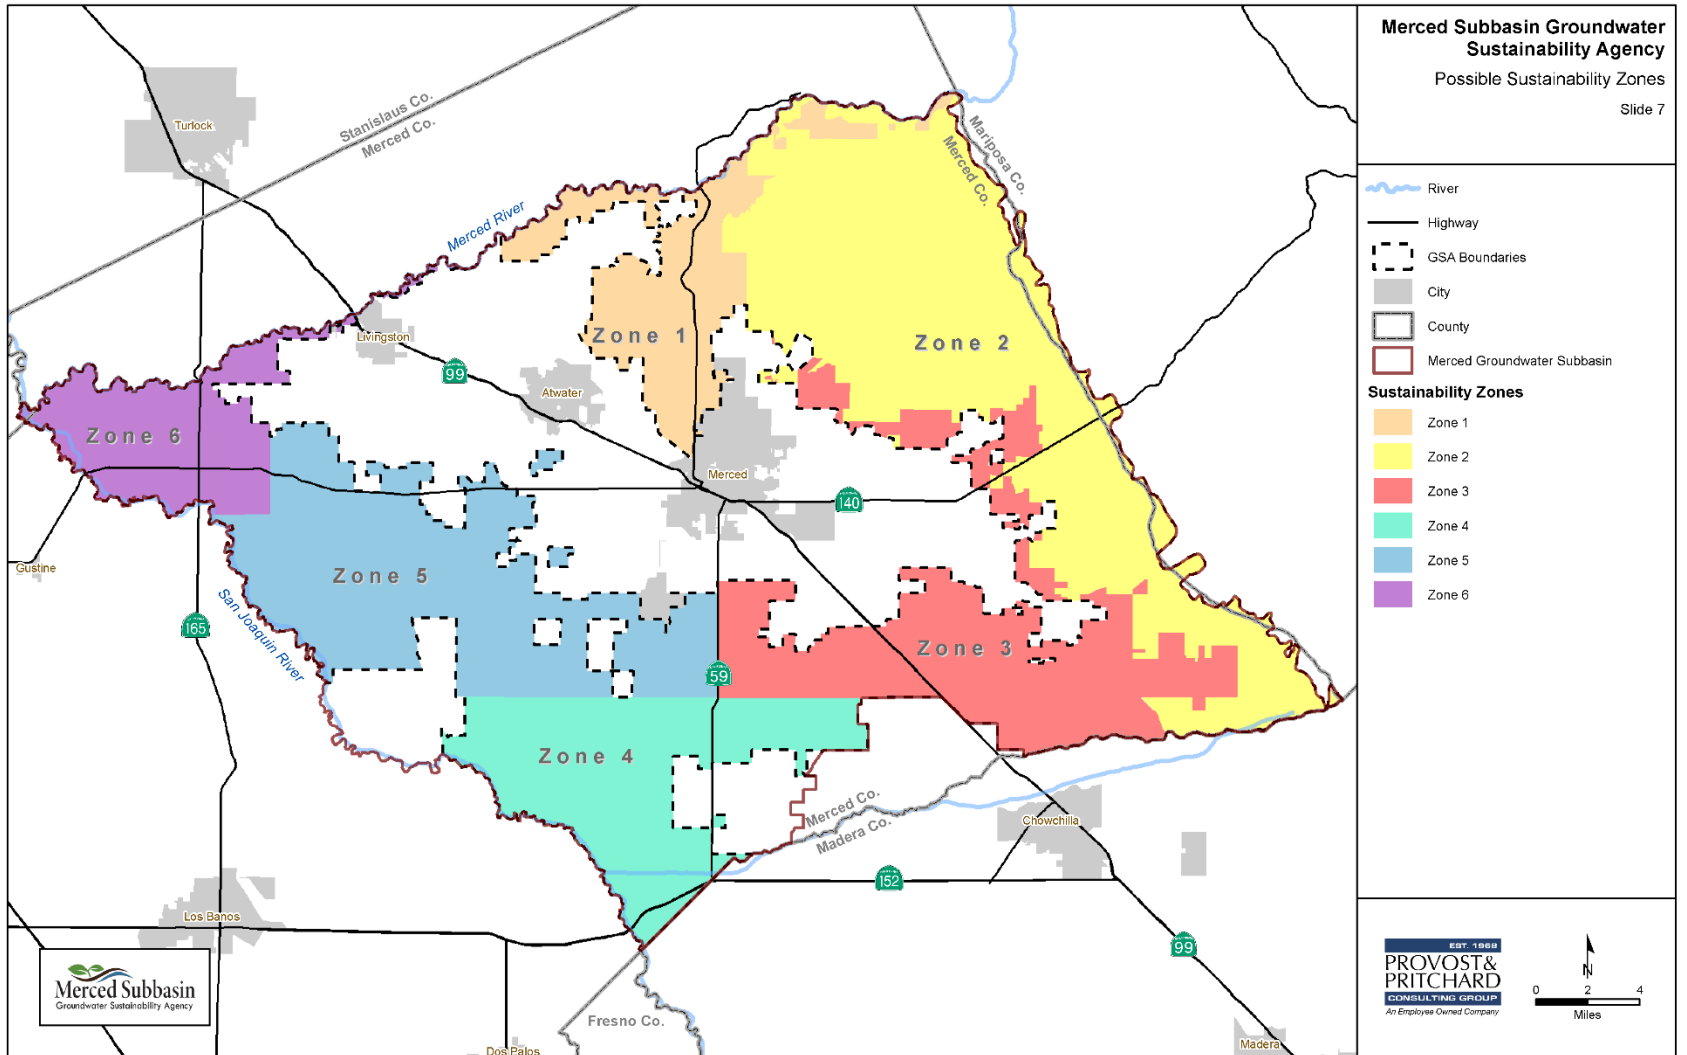 Merced Subbasin Groundwater
Sustainability Agency
Possible Sustainability Zones
Slide 7
River
Highway
GSA Boundaries
City
County
Merced Groundwater Subbasin
Sustainability Zones
Zone 1
Zone 2
Zone 3
Zone 4
Zone 5
Zone 6
Turlock
Stanislaus Co.
Merced Co.
Mariposa Co.
Merced Co.
Merced River
Livingston
Zone 1
Zone 2
99
Atwater
Zone 6
Merced
140
Gustine
Zone 5
165
San Joaquin River
Zone 3
59
Zone 4
Merced Co.
Madera Co.
Chowchilla
152
Los Banos
99
Merced Subbasin
Groundwater Sustainability Agency
Fresno Co.
Dos Palos
Madera
EST. 1968
PROVOST&
PRITCHARD
CONSULTING GROUP
An Employee Owned Company
N
0 2 4
Miles